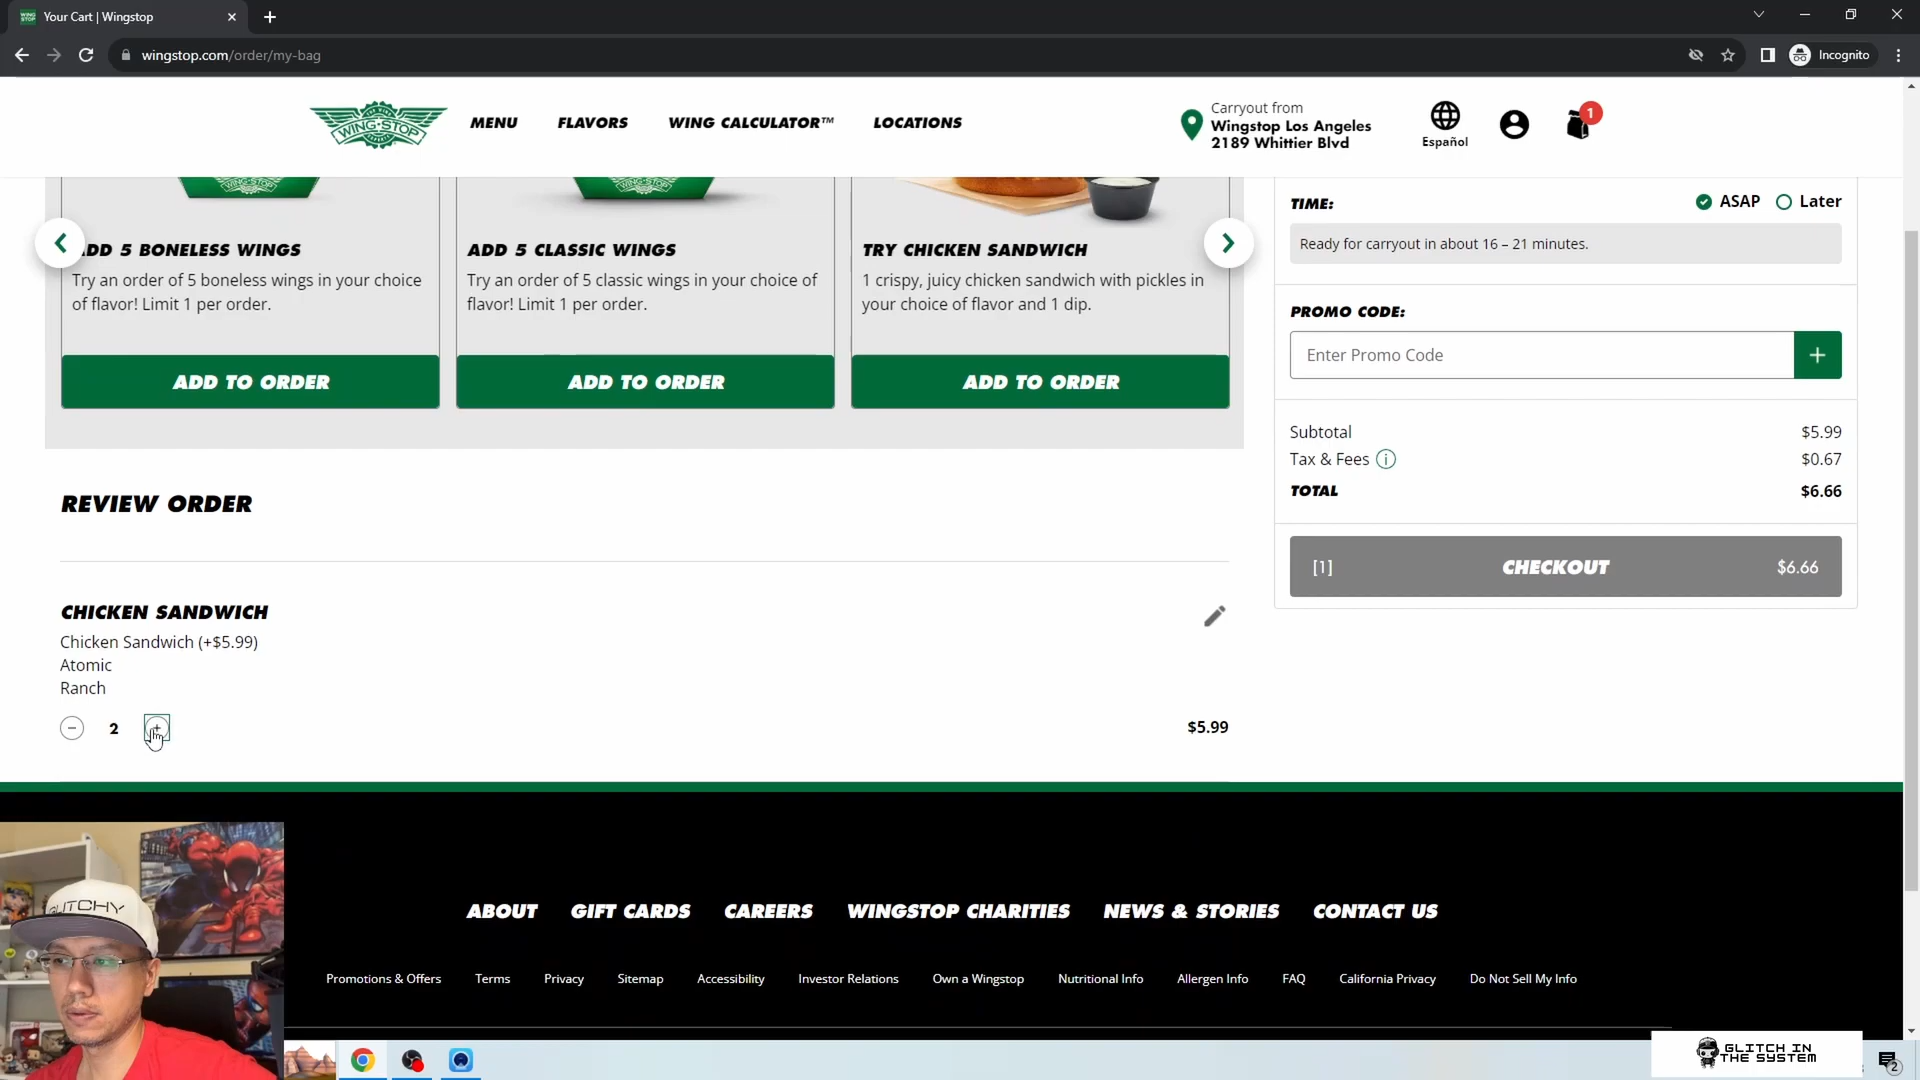 Your Cart | Wingstop
wingstop.com/order/my-bag
Incognito
WING STOP
MENU
FLAVORS
WING CALCULATOR™
LOCATIONS
Carryout from
Wingstop Los Angeles
2189 Whittier Blvd
Español
1
ADD 5 BONELESS WINGS
Try an order of 5 boneless wings in your choice
of flavor! Limit 1 per order.
ADD TO ORDER
ADD 5 CLASSIC WINGS
Try an order of 5 classic wings in your choice of
flavor! Limit 1 per order.
ADD TO ORDER
TRY CHICKEN SANDWICH
1 crispy, juicy chicken sandwich with pickles in
your choice of flavor and 1 dip.
ADD TO ORDER
TIME:
ASAP
Later
Ready for carryout in about 16 – 21 minutes.
PROMO CODE:
Enter Promo Code
+
Subtotal $5.99
Tax & Fees $0.67
TOTAL $6.66
[1] CHECKOUT $6.66
REVIEW ORDER
CHICKEN SANDWICH
Chicken Sandwich (+$5.99)
Atomic
Ranch
2
$5.99
ABOUT
GIFT CARDS
CAREERS
WINGSTOP CHARITIES
NEWS & STORIES
CONTACT US
Promotions & Offers
Terms
Privacy
Sitemap
Accessibility
Investor Relations
Own a Wingstop
Nutritional Info
Allergen Info
FAQ
California Privacy
Do Not Sell My Info
GLITCHY
GLITCH IN
THE SYSTEM
2